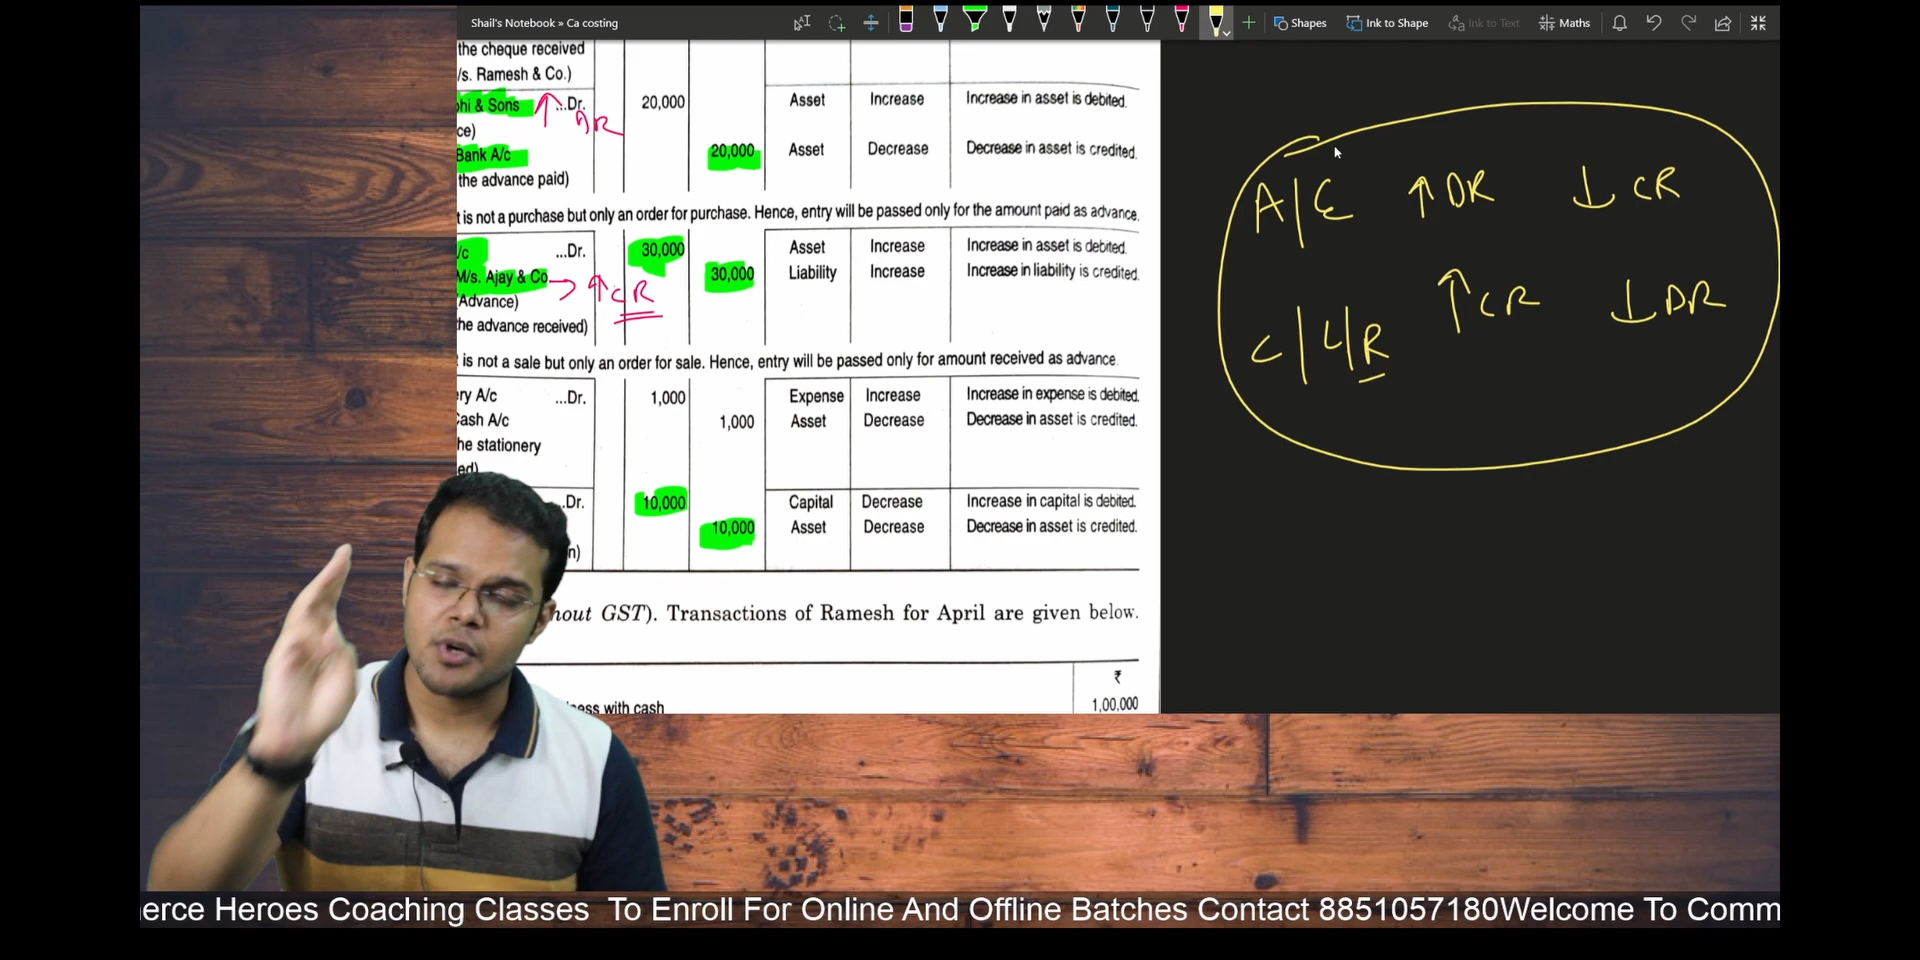 Shail's Notebook » Ca costing
Shapes Ink to Shape Ink to Text Maths
the cheque received
/s. Ramesh & Co.)
phi & Sons ...Dr. 20,000 Asset Increase Increase in asset is debited.
DR
ce)
Bank A/c 20,000 Asset Decrease Decrease in asset is credited.
the advance paid)
t is not a purchase but only an order for purchase. Hence, entry will be passed only for the amount paid as advance.
/c ...Dr. 30,000 Asset Increase Increase in asset is debited.
M/s. Ajay & Co. 30,000 Liability Increase Increase in liability is credited.
→ ↑ CR
(Advance)
he advance received)
is not a sale but only an order for sale. Hence, entry will be passed only for amount received as advance.
ry A/c ...Dr. 1,000 Expense Increase Increase in expense is debited.
Cash A/c 1,000 Asset Decrease Decrease in asset is credited.
he stationery
ed)
...Dr. 10,000 Capital Decrease Increase in capital is debited.
10,000 Asset Decrease Decrease in asset is credited.
n)
hout GST). Transactions of Ramesh for April are given below.
₹
ness with cash 1,00,000
A/E ↑ DR ↓ CR
C/L/R ↑ CR ↓ DR
erce Heroes Coaching Classes To Enroll For Online And Offline Batches Contact 8851057180Welcome To Comm